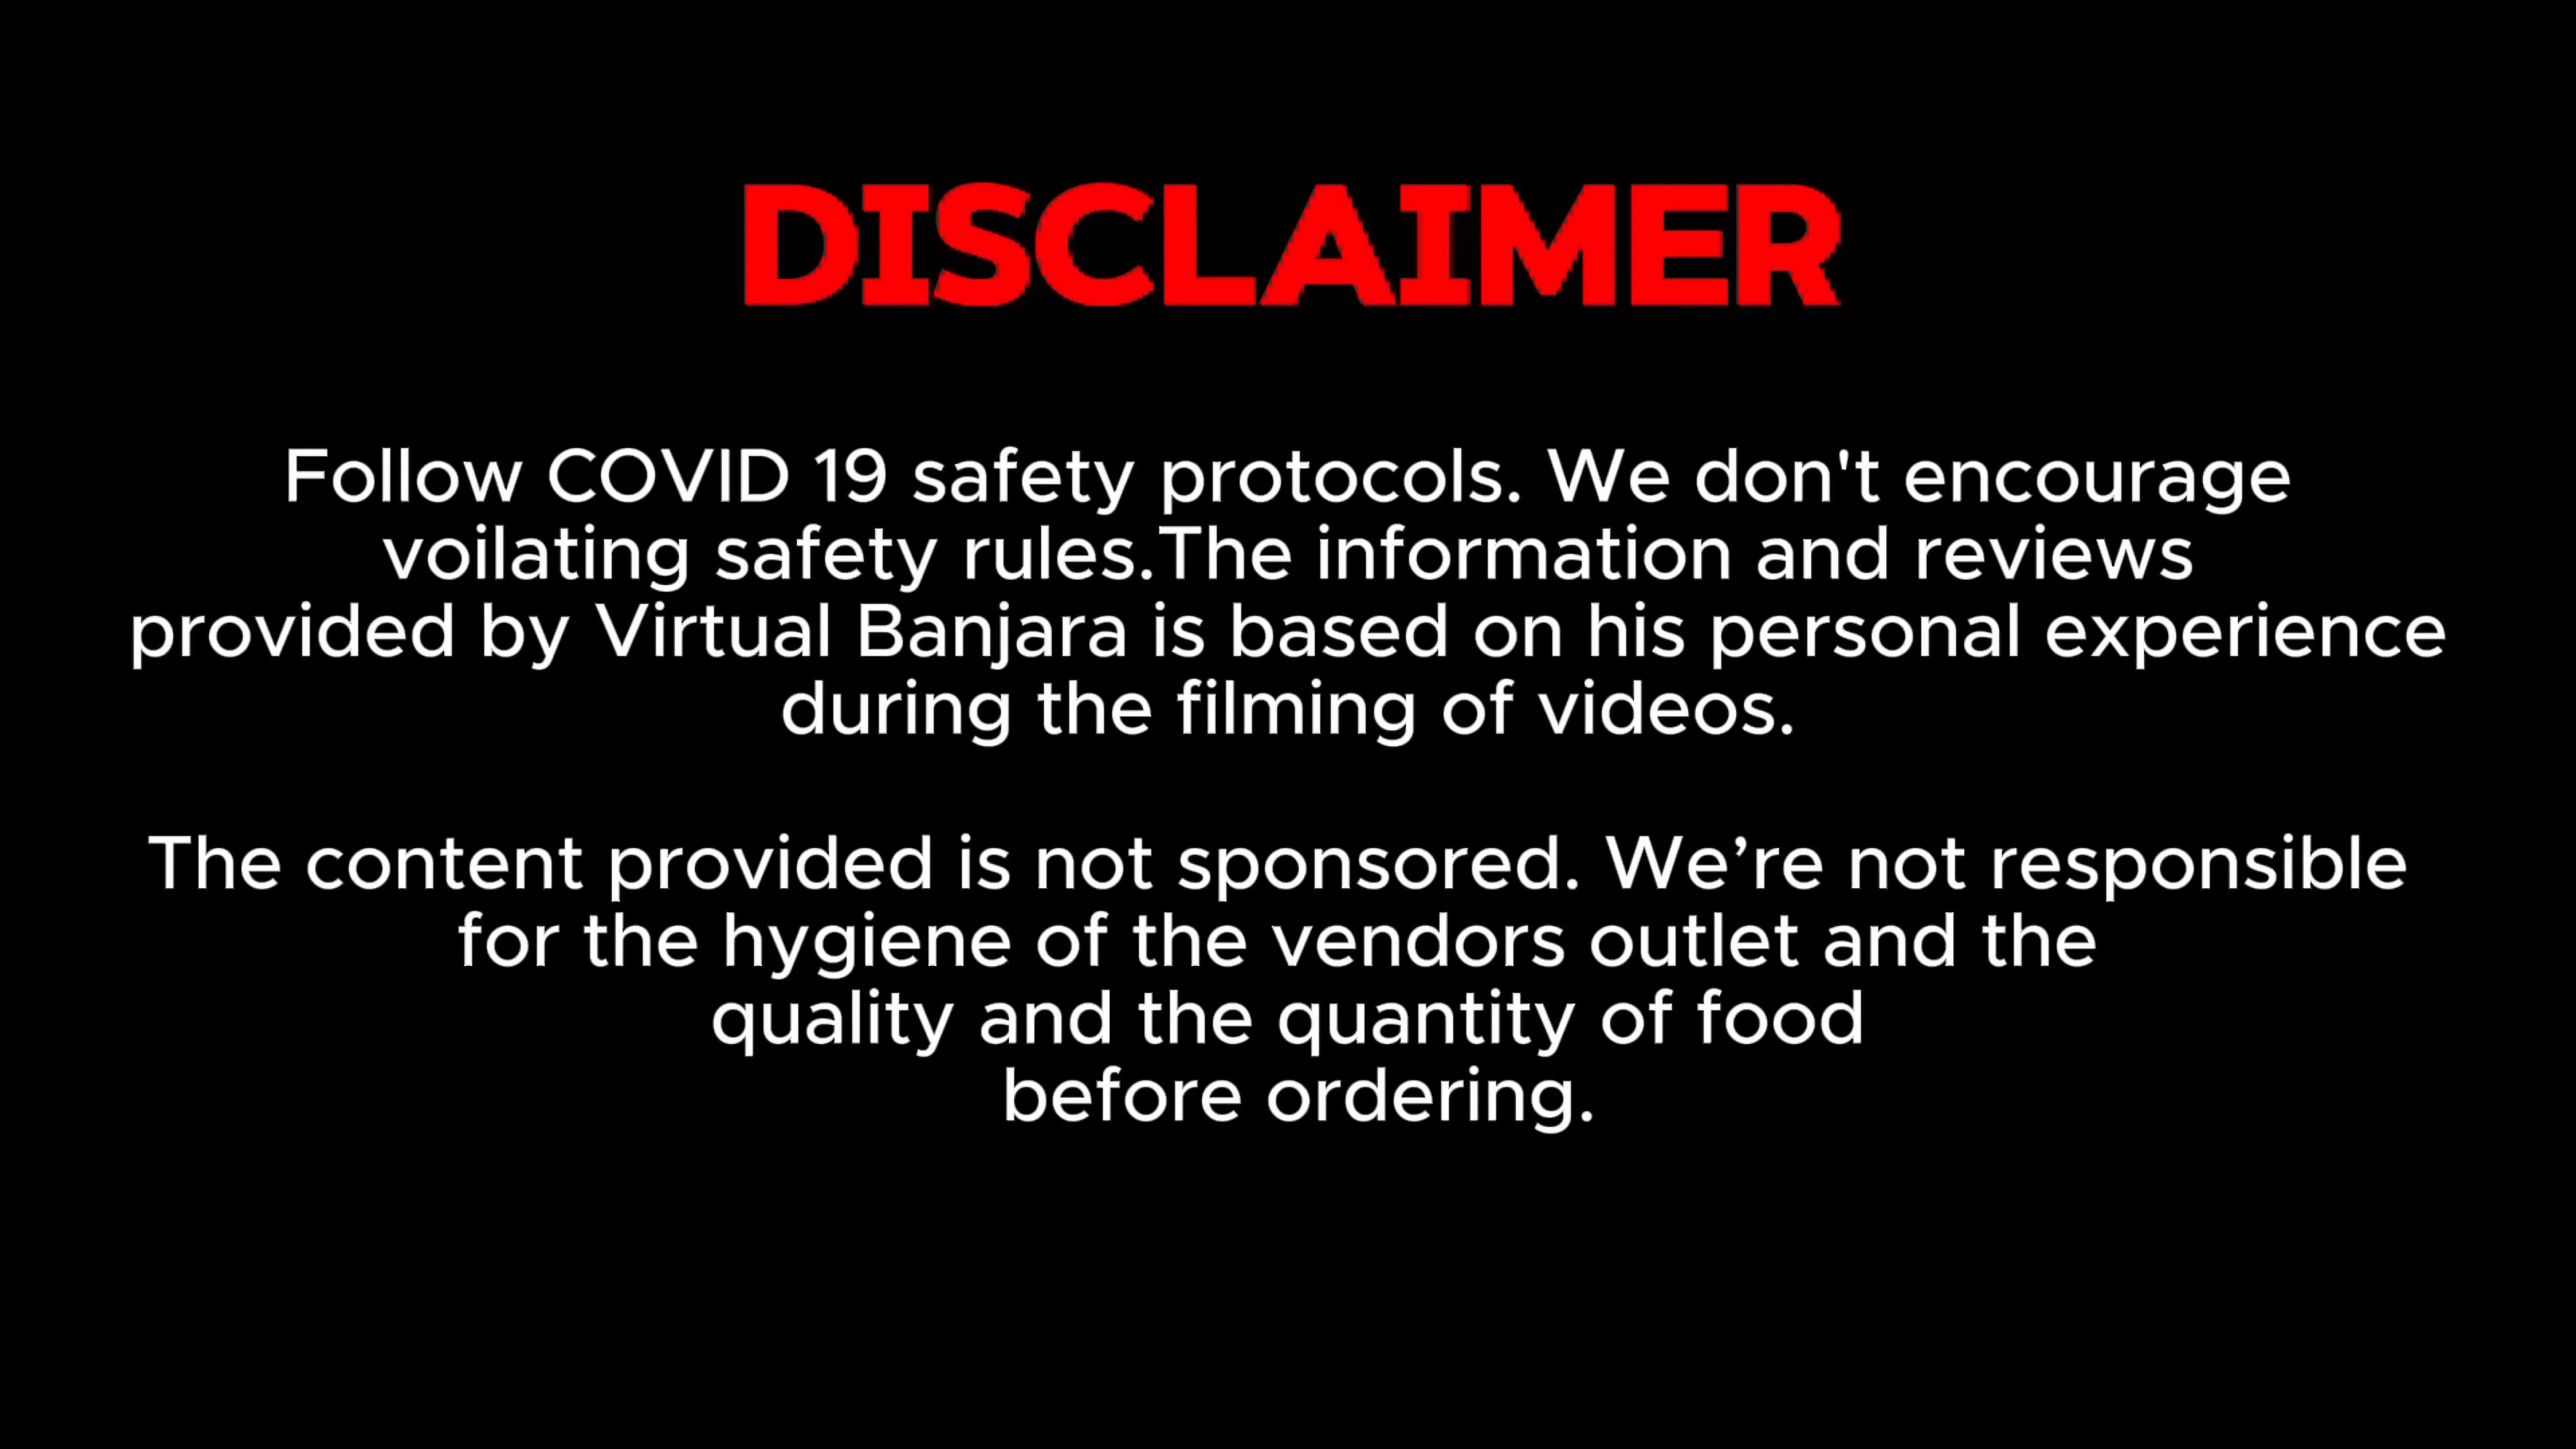 DISCLAIMER
Follow COVID 19 safety protocols. We don't encourage
voilating safety rules.The information and reviews
provided by Virtual Banjara is based on his personal experience
during the filming of videos.
The content provided is not sponsored. We’re not responsible
for the hygiene of the vendors outlet and the
quality and the quantity of food
before ordering.